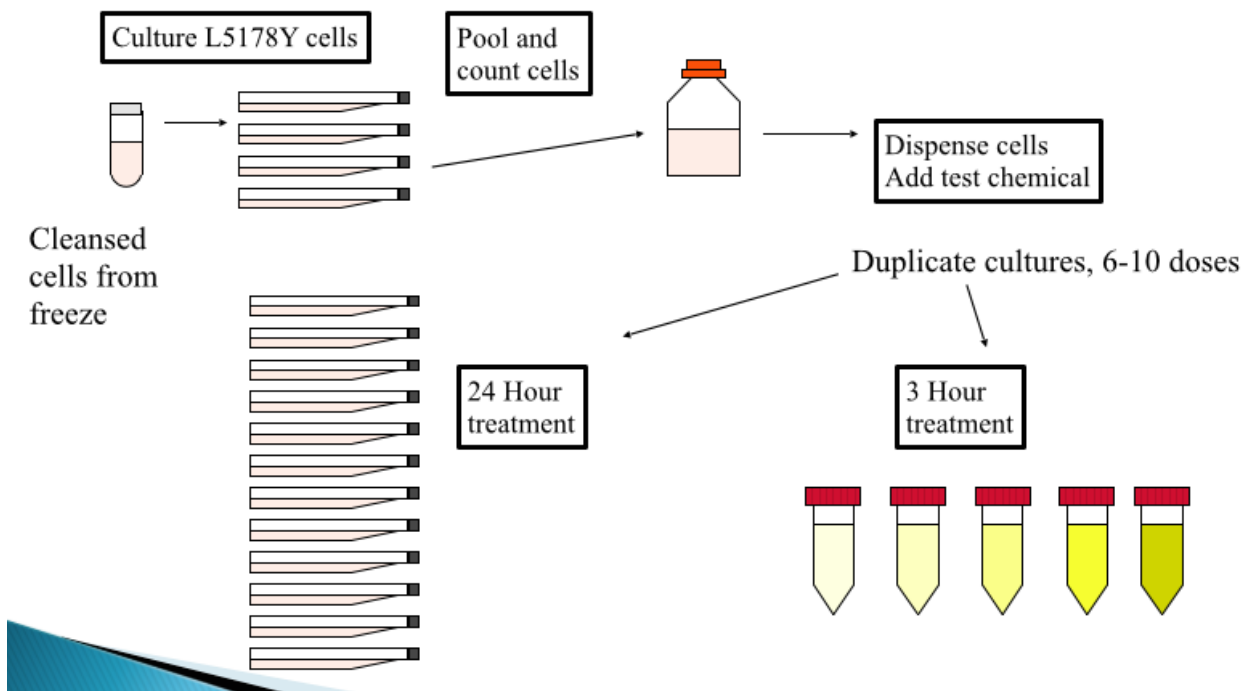 Culture L5178Y cells
Pool and
count cells
Dispense cells
Add test chemical
Cleansed
cells from
freeze
Duplicate cultures, 6-10 doses
24 Hour
treatment
3 Hour
treatment